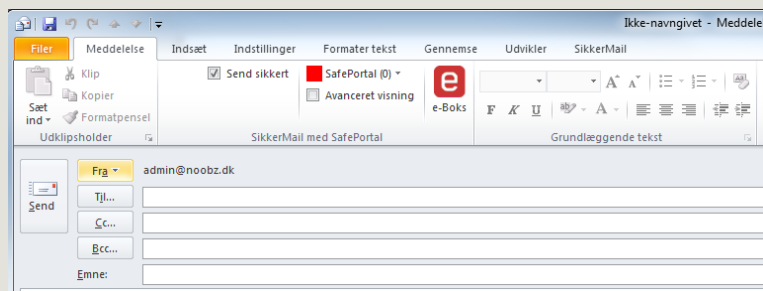 Ikke-navngivet - Meddele
Filer Meddelelse Indsæt Indstillinger Formater tekst Gennemse Udvikler SikkerMail
Klip Send sikkert SafePortal (0)
Kopier Avanceret visning
Sæt ind Formatpensel e e-Boks F K U A
Udklipsholder SikkerMail med SafePortal Grundlæggende tekst
Fra admin@noobz.dk
Til...
Send
Cc...
Bcc...
Emne: